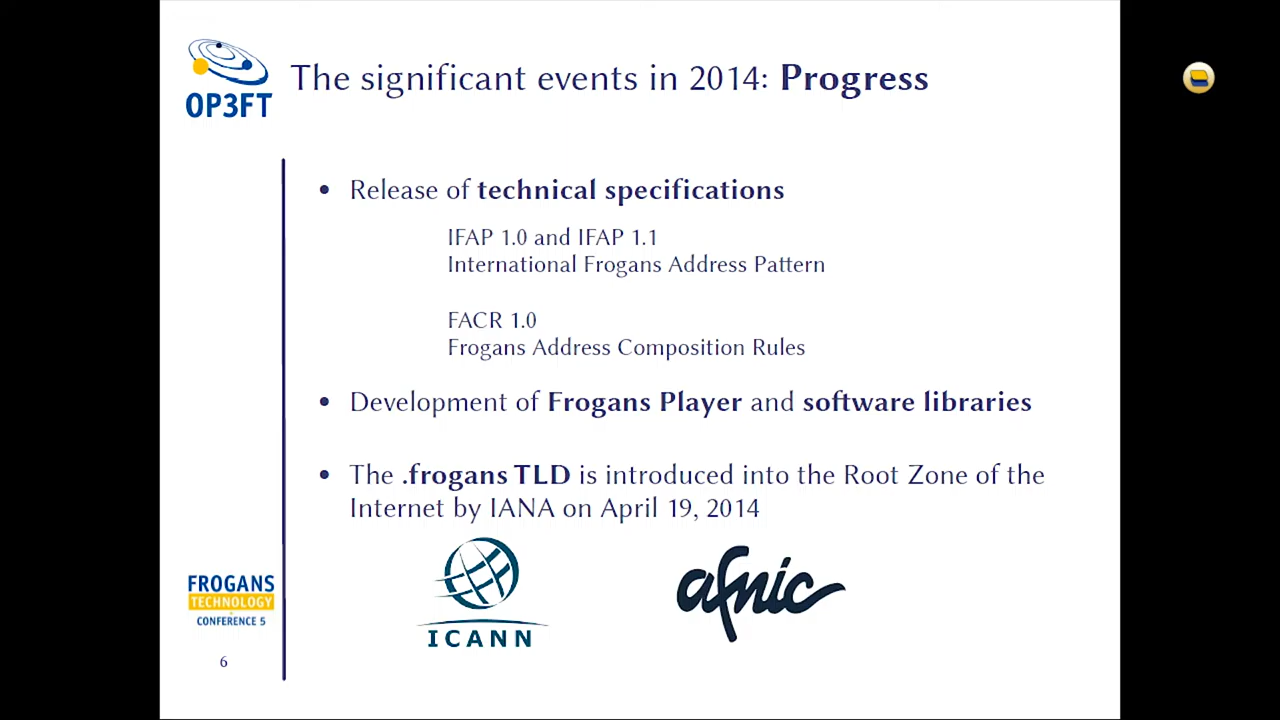 OP3FT
The significant events in 2014: Progress
• Release of technical specifications
IFAP 1.0 and IFAP 1.1
International Frogans Address Pattern
FACR 1.0
Frogans Address Composition Rules
• Development of Frogans Player and software libraries
• The .frogans TLD is introduced into the Root Zone of the
Internet by IANA on April 19, 2014
ICANN
afnic
FROGANS
TECHNOLOGY
CONFERENCE 5
6